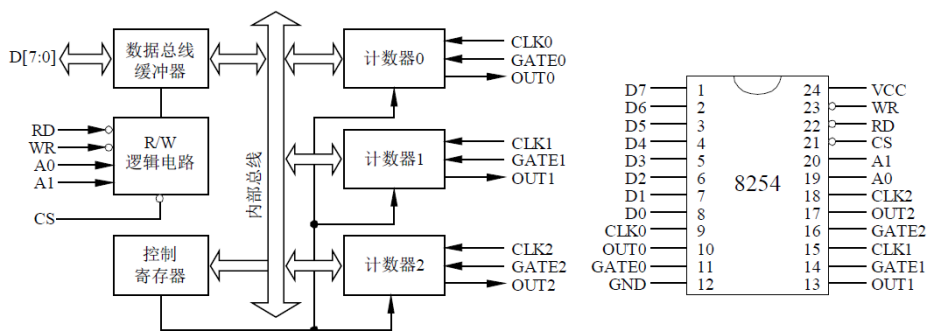 D[7:0]
数据总线
缓冲器
RD
WR
A0
A1
R/W
逻辑电路
CS
控制
寄存器
内部总线
计数器0
CLK0
GATE0
OUT0
计数器1
CLK1
GATE1
OUT1
计数器2
CLK2
GATE2
OUT2
D7 1 24 VCC
D6 2 23 WR
D5 3 22 RD
D4 4 21 CS
D3 5 20 A1
D2 6 19 A0
8254
D1 7 18 CLK2
D0 8 17 OUT2
CLK0 9 16 GATE2
OUT0 10 15 CLK1
GATE0 11 14 GATE1
GND 12 13 OUT1